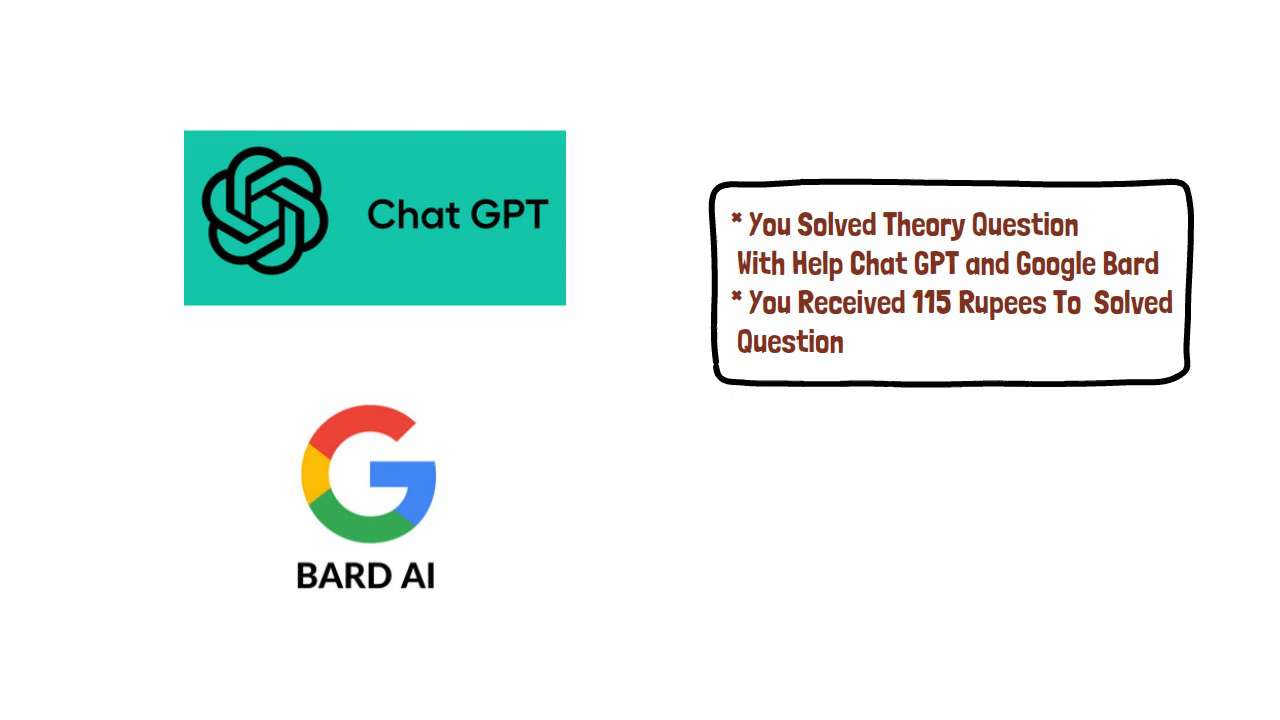 Chat GPT
* You Solved Theory Question
With Help Chat GPT and Google Bard
* You Received 115 Rupees To Solved
Question
BARD AI